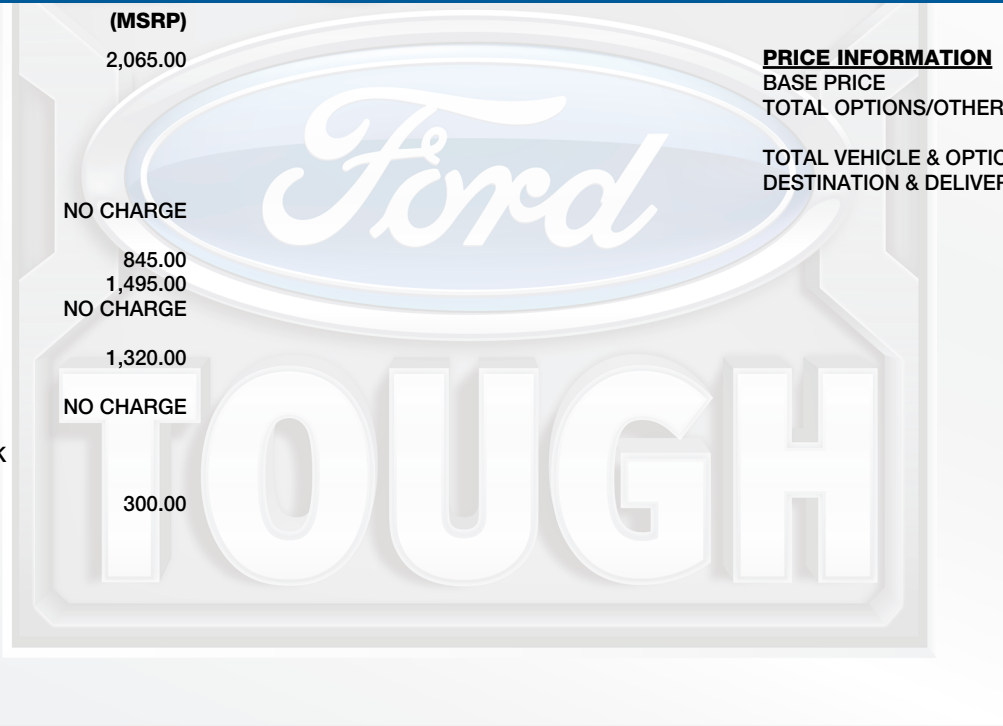 (MSRP)
2,065.00
NO CHARGE
845.00
1,495.00
NO CHARGE
1,320.00
NO CHARGE
K
300.00
PRICE INFORMATION
BASE PRICE
TOTAL OPTIONS/OTHER
TOTAL VEHICLE & OPTIO
DESTINATION & DELIVER
Ford
TOUGH